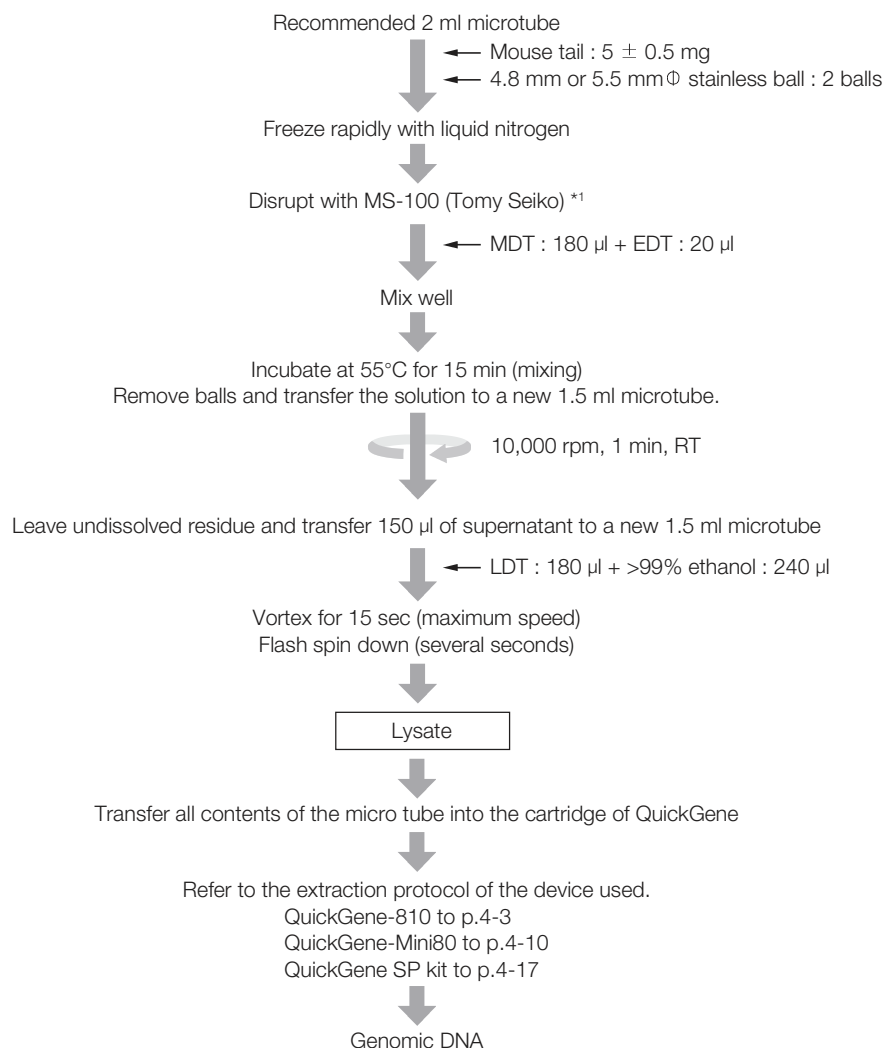 Recommended 2 ml microtube
Mouse tail : 5 ± 0.5 mg
4.8 mm or 5.5 mmΦ stainless ball : 2 balls
Freeze rapidly with liquid nitrogen
Disrupt with MS-100 (Tomy Seiko) *1
MDT : 180 µl + EDT : 20 µl
Mix well
Incubate at 55°C for 15 min (mixing)
Remove balls and transfer the solution to a new 1.5 ml microtube.
10,000 rpm, 1 min, RT
Leave undissolved residue and transfer 150 µl of supernatant to a new 1.5 ml microtube
LDT : 180 µl + >99% ethanol : 240 µl
Vortex for 15 sec (maximum speed)
Flash spin down (several seconds)
Lysate
Transfer all contents of the micro tube into the cartridge of QuickGene
Refer to the extraction protocol of the device used.
QuickGene-810 to p.4-3
QuickGene-Mini80 to p.4-10
QuickGene SP kit to p.4-17
Genomic DNA